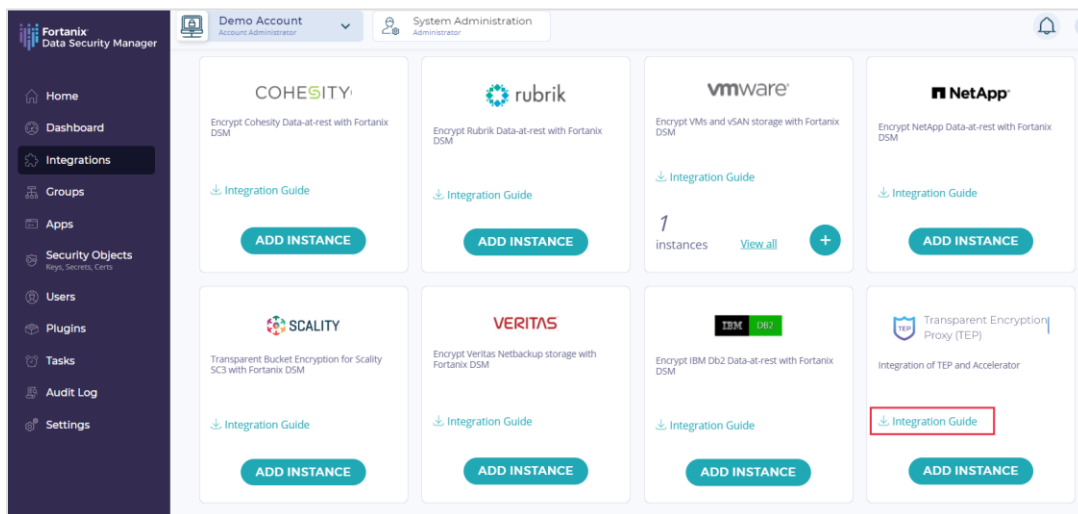 Fortanix
Data Security Manager
Demo Account
Account Administrator
System Administration
Administrator
Home
Dashboard
Integrations
Groups
Apps
Security Objects
Keys, Secrets, Certs
Users
Plugins
Tasks
Audit Log
Settings
COHESITY
Encrypt Cohesity Data-at-rest with Fortanix
DSM
Integration Guide
ADD INSTANCE
rubrik
Encrypt Rubrik Data-at-rest with Fortanix
DSM
Integration Guide
ADD INSTANCE
vmware
Encrypt VMs and vSAN storage with Fortanix
DSM
Integration Guide
1
instances View all +
NetApp
Encrypt NetApp Data-at-rest with Fortanix
DSM
Integration Guide
ADD INSTANCE
SCALITY
Transparent Bucket Encryption for Scality
SC3 with Fortanix DSM
Integration Guide
ADD INSTANCE
VERITAS
Encrypt Veritas Netbackup storage with
Fortanix DSM
Integration Guide
ADD INSTANCE
IBM DB2
Encrypt IBM Db2 Data-at-rest with Fortanix
DSM
Integration Guide
ADD INSTANCE
TEP
Transparent Encryption
Proxy (TEP)
Integration of TEP and Accelerator
Integration Guide
ADD INSTANCE